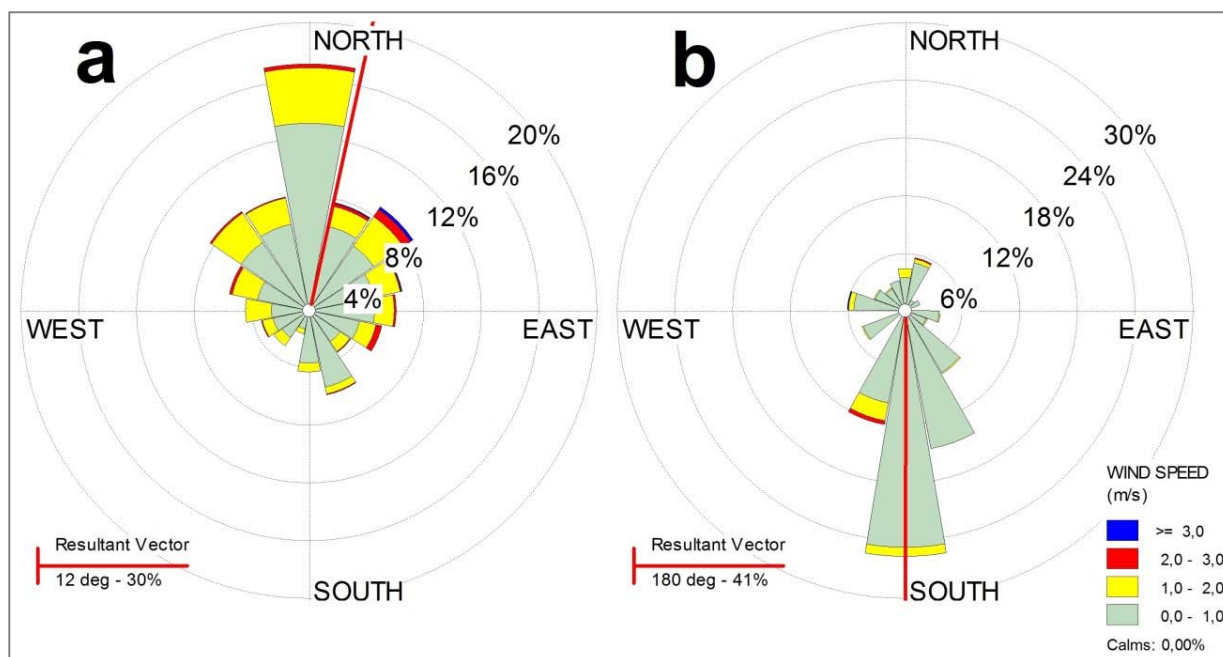 a
NORTH
20%
16%
12%
8%
4%
WEST
EAST
Resultant Vector
12 deg - 30%
SOUTH
b
NORTH
30%
24%
18%
12%
6%
WEST
EAST
Resultant Vector
180 deg - 41%
SOUTH
WIND SPEED
(m/s)
>= 3,0
2,0 - 3,0
1,0 - 2,0
0,0 - 1,0
Calms: 0,00%